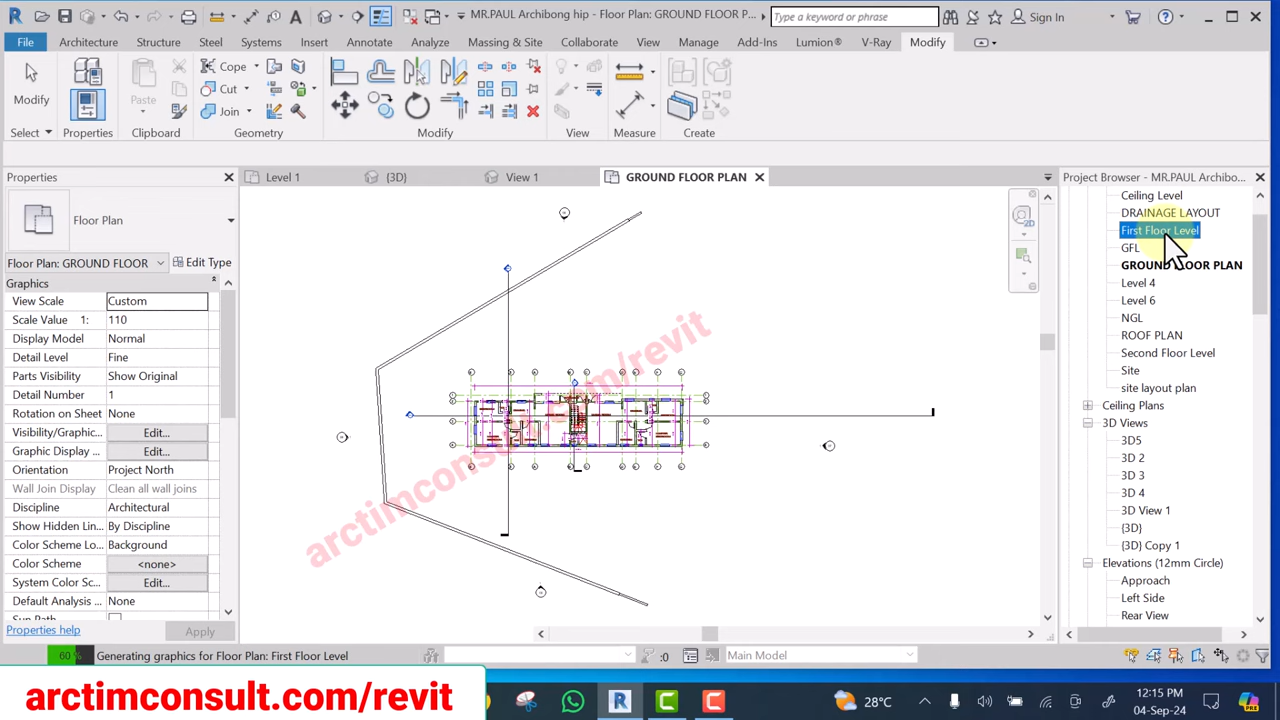 MR.PAUL Archibong hip - Floor Plan: GROUND FLOOR P...
Type a keyword or phrase
Sign In
File Architecture Structure Steel Systems Insert Annotate Analyze Massing & Site Collaborate View Manage Add-Ins Lumion® V-Ray Modify
Modify
Paste
Cope
Cut
Join
Select Properties Clipboard Geometry Modify View Measure Create
Properties
Level 1 {3D} View 1 GROUND FLOOR PLAN
Project Browser - MR.PAUL Archibo...
Floor Plan
Floor Plan: GROUND FLOOR Edit Type
Graphics
View Scale Custom
Scale Value 1: 110
Display Model Normal
Detail Level Fine
Parts Visibility Show Original
Detail Number 1
Rotation on Sheet None
Visibility/Graphic... Edit...
Graphic Display ... Edit...
Orientation Project North
Wall Join Display Clean all wall joins
Discipline Architectural
Show Hidden Lin... By Discipline
Color Scheme Lo... Background
Color Scheme <none>
System Color Sc... Edit...
Default Analysis ... None
Sun Path
Properties help Apply
arctimconsult.com/revit
Ceiling Level
DRAINAGE LAYOUT
First Floor Level
GFL
GROUND FLOOR PLAN
Level 4
Level 6
NGL
ROOF PLAN
Second Floor Level
Site
site layout plan
Ceiling Plans
3D Views
3D5
3D 2
3D 3
3D 4
3D View 1
{3D}
{3D} Copy 1
Elevations (12mm Circle)
Approach
Left Side
Rear View
60 % Generating graphics for Floor Plan: First Floor Level
:0
Main Model
arctimconsult.com/revit
28°C
12:15 PM
04-Sep-24